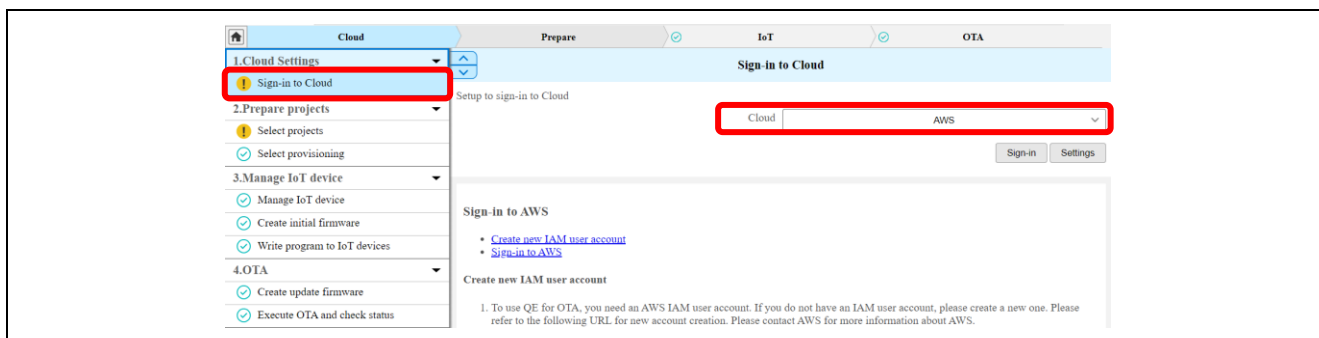 Cloud Prepare IoT OTA
1.Cloud Settings
Sign-in to Cloud
2.Prepare projects
Select projects
Select provisioning
3.Manage IoT device
Manage IoT device
Create initial firmware
Write program to IoT devices
4.OTA
Create update firmware
Execute OTA and check status
Sign-in to Cloud
Setup to sign-in to Cloud
Cloud AWS
Sign-in Settings
Sign-in to AWS
• Create new IAM user account
• Sign-in to AWS
Create new IAM user account
1. To use QE for OTA, you need an AWS IAM user account. If you do not have an IAM user account, please create a new one. Please
refer to the following URL for new account creation. Please contact AWS for more information about AWS.